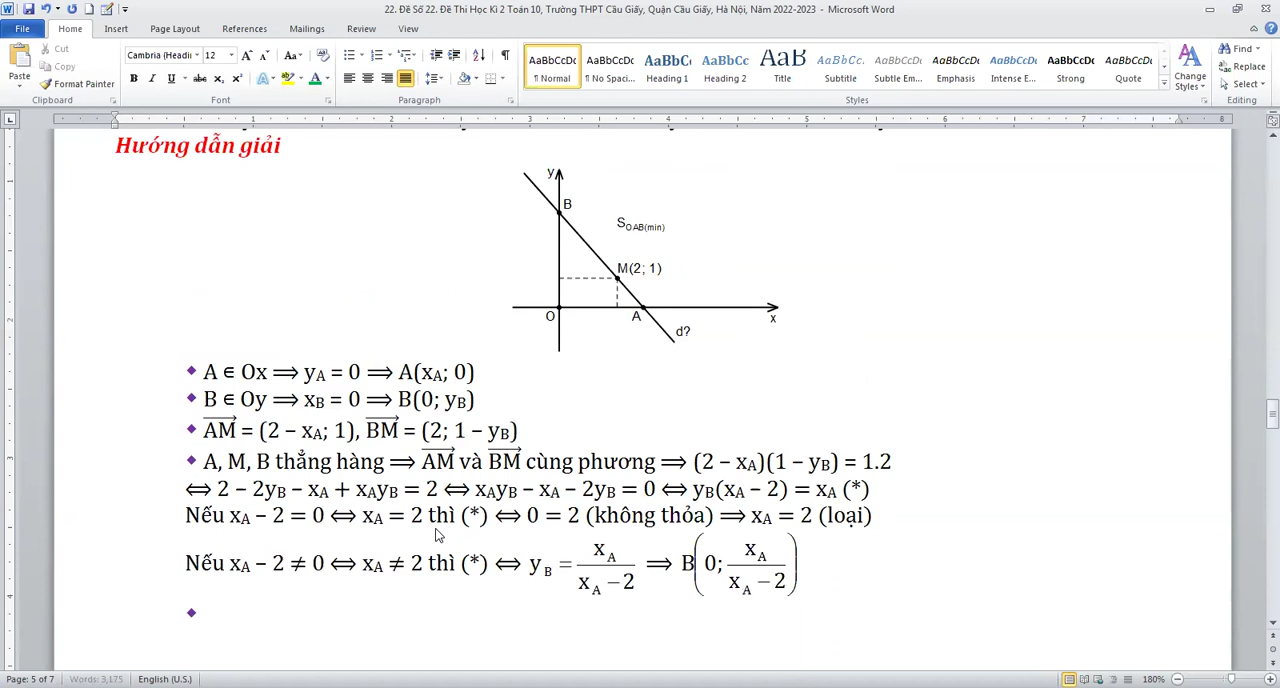 22. Đề Số 22. Đề Thi Học Kì 2 Toán 10, Trường THPT Cầu Giấy, Quận Cầu Giấy, Hà Nội, Năm 2022-2023 - Microsoft Word
File Home Insert Page Layout References Mailings Review View
Paste
Cut
Copy
Format Painter
Clipboard
Cambria (Headi 12
Font
Paragraph
AaBbCcDc ¶ Normal
AaBbCcDc ¶ No Spaci...
AaBbCc Heading 1
AaBbCc Heading 2
AaB Title
AaBbCc. Subtitle
AaBbCcDc Subtle Em...
AaBbCcDc Emphasis
AaBbCcDc Intense E...
AaBbCcDc Strong
AaBbCcDc Quote
Styles
Change Styles
Find
Replace
Select
Editing
Hướng dẫn giải
y
B
S OAB(min)
M(2; 1)
O A x
d?
A ∈ Ox ⟹ yA = 0 ⟹ A(xA; 0)
B ∈ Oy ⟹ xB = 0 ⟹ B(0; yB)
AM = (2 – xA; 1), BM = (2; 1 – yB)
A, M, B thẳng hàng ⟹ AM và BM cùng phương ⟹ (2 – xA)(1 – yB) = 1.2
⟺ 2 – 2yB – xA + xAyB = 2 ⟺ xAyB – xA – 2yB = 0 ⟺ yB(xA – 2) = xA (*)
Nếu xA – 2 = 0 ⟺ xA = 2 thì (*) ⟺ 0 = 2 (không thỏa) ⟹ xA = 2 (loại)
Nếu xA – 2 ≠ 0 ⟺ xA ≠ 2 thì (*) ⟺ yB = xA / (xA – 2) ⟹ B(0; xA / (xA – 2))
Page: 5 of 7 Words: 3,175 English (U.S.) 180%